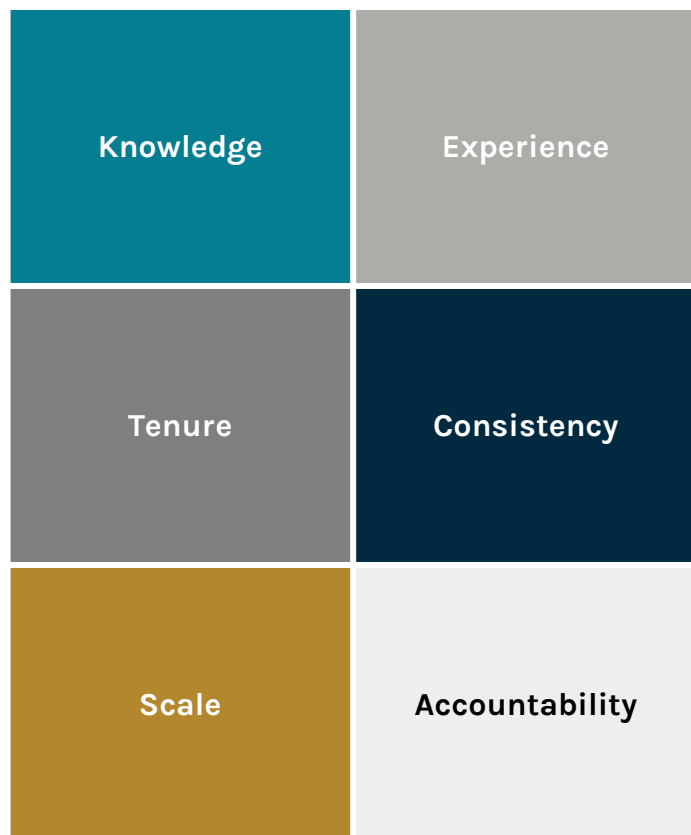 Knowledge
Experience
Tenure
Consistency
Scale
Accountability